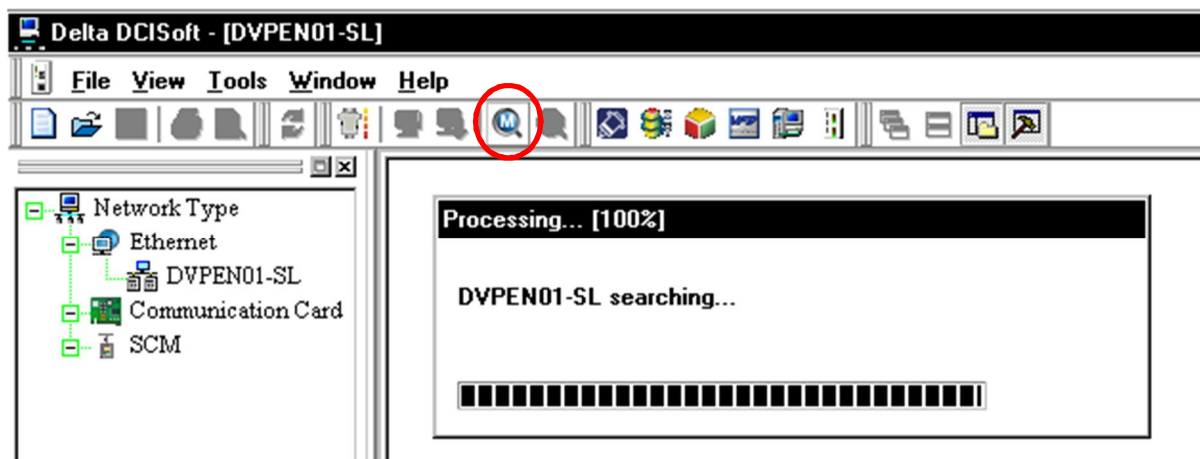 Delta DCISoft - [DVPEN01-SL]
File View Tools Window Help
M
Network Type
Ethernet
DVPEN01-SL
Communication Card
SCM
Processing... [100%]
DVPEN01-SL searching...